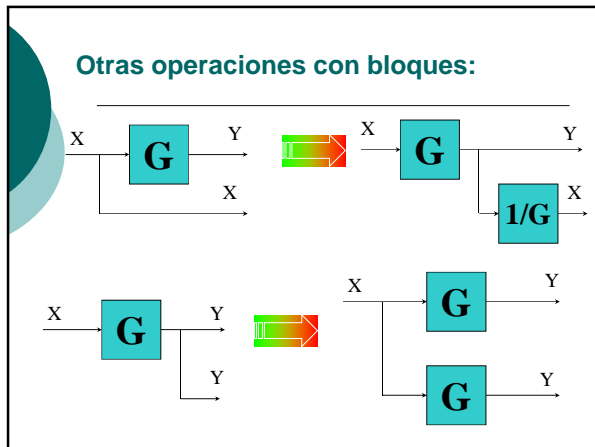 Otras operaciones con bloques:
X G Y
X
X G Y
1/G X
X G Y
Y
X G Y
G Y